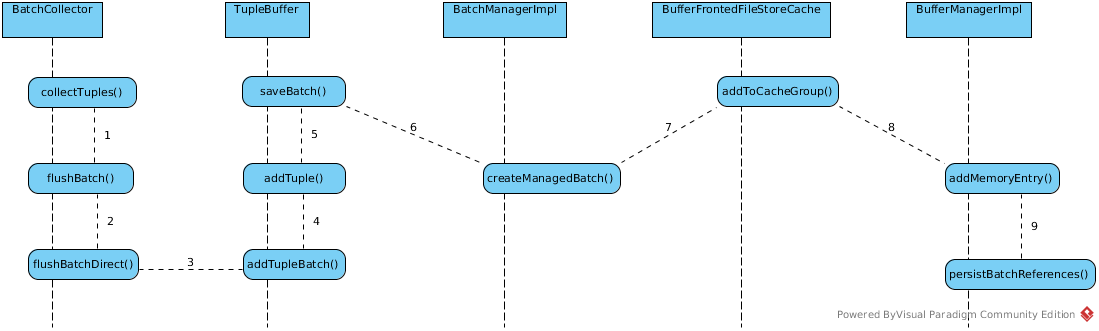 BatchCollector
TupleBuffer
BatchManagerImpl
BufferFrontedFileStoreCache
BufferManagerImpl
collectTuples()
saveBatch()
addToCacheGroup()
1
5
6
7
8
flushBatch()
addTuple()
createManagedBatch()
addMemoryEntry()
2
4
9
flushBatchDirect()
3
addTupleBatch()
persistBatchReferences()
Powered ByVisual Paradigm Community Edition